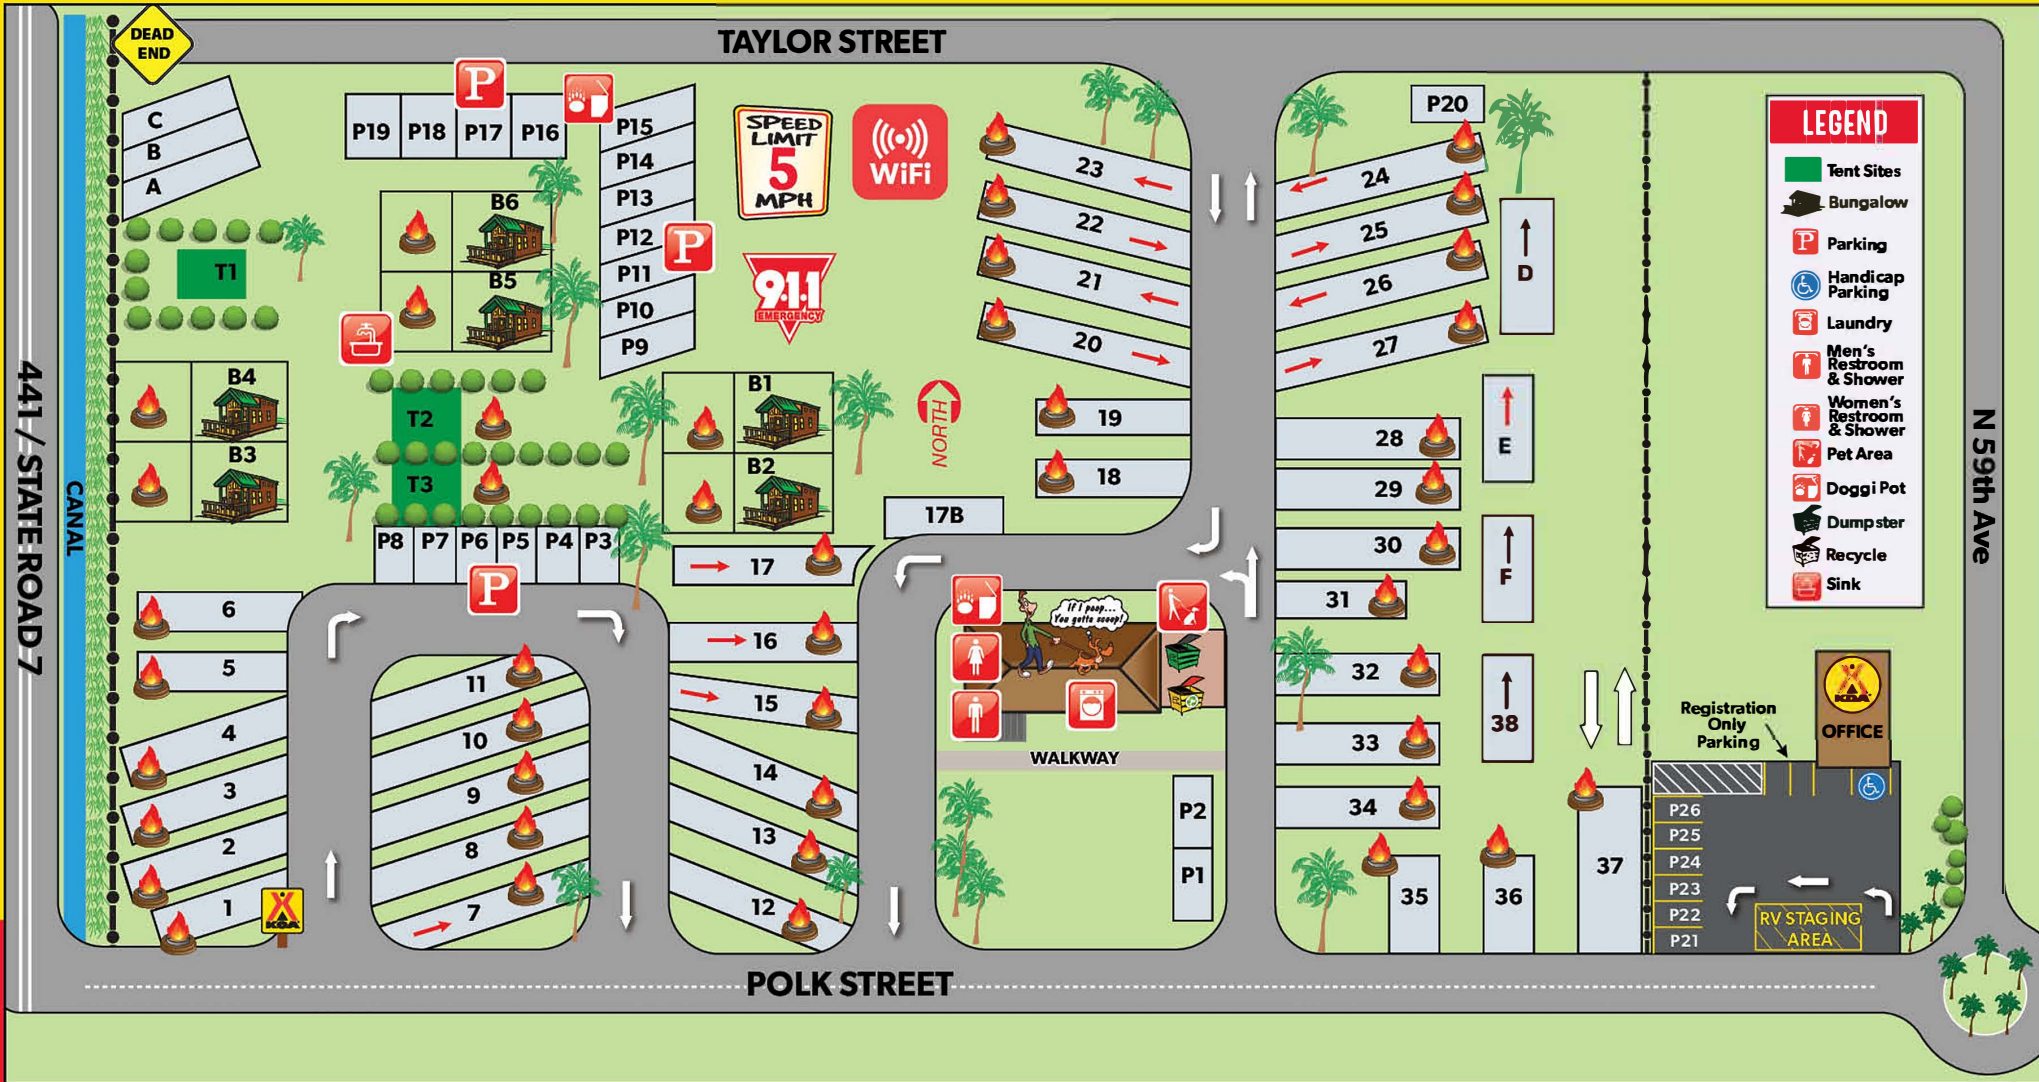 DEAD
END
TAYLOR STREET
C
B
A
P
P19
P18
P17
P16
P15
P14
P13
P12
P11
P10
P9
P
SPEED
LIMIT
5
MPH
WiFi
9-1-1
EMERGENCY
T1
B6
B5
B4
B3
T2
T3
B1
B2
NORTH
23
22
21
20
19
18
17B
24
25
26
27
28
29
30
31
32
33
34
35
36
37
P20
D
E
F
38
LEGEND
Tent Sites
Bungalow
P
Parking
Handicap
Parking
Laundry
Men's
Restroom
& Shower
Women's
Restroom
& Shower
Pet Area
Doggi Pot
Dumpster
Recycle
Sink
441 / STATE ROAD 7
CANAL
N 59th Ave
P8
P7
P6
P5
P4
P3
P
17
16
15
14
13
12
6
5
4
3
2
1
KOA
11
10
9
8
7
If I poop...
You gotta scoop!
WALKWAY
P2
P1
Registration
Only
Parking
KOA
OFFICE
P26
P25
P24
P23
P22
P21
RV STAGING
AREA
POLK STREET